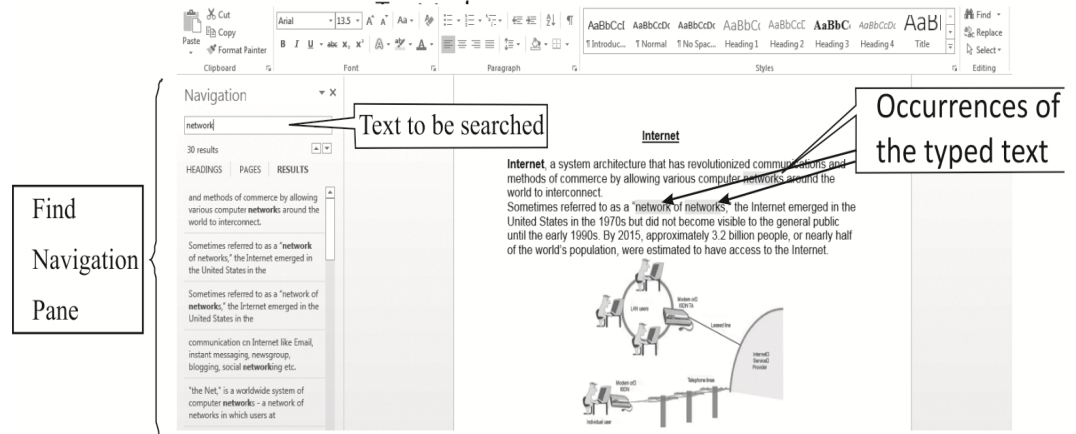 Cut
Copy
Paste
Format Painter
Clipboard
Arial
13.5
B I U abc x₂ x²
Font
Paragraph
AaBbCcI AaBbCcDc AaBbCcDc AaBbC( AaBbCcC AaBbC( AaBbCcDc AaBl
¶ Introduc... ¶ Normal ¶ No Spac... Heading 1 Heading 2 Heading 3 Heading 4 Title
Styles
Find
Replace
Select
Editing
Navigation
network
30 results
HEADINGS PAGES RESULTS
and methods of commerce by allowing
various computer networks around the
world to interconnect.
Sometimes referred to as a "network
of networks," the Internet emerged in
the United States in the
Sometimes referred to as a "network of
networks," the Internet emerged in the
United States in the
communication cn Internet like Email,
instant messaging, newsgroup,
blogging, social networking etc.
"the Net," is a worldwide system of
computer networks - a network of
networks in which users at
Find
Navigation
Pane
Text to be searched
Occurrences of
the typed text
Internet
Internet, a system architecture that has revolutionized communications and
methods of commerce by allowing various computer networks around the
world to interconnect.
Sometimes referred to as a "network of networks," the Internet emerged in the
United States in the 1970s but did not become visible to the general public
until the early 1990s. By 2015, approximately 3.2 billion people, or nearly half
of the world's population, were estimated to have access to the Internet.
LAN users
ISDN TA
Leased line
Provider
Telephone lines
ISDN
Individual user